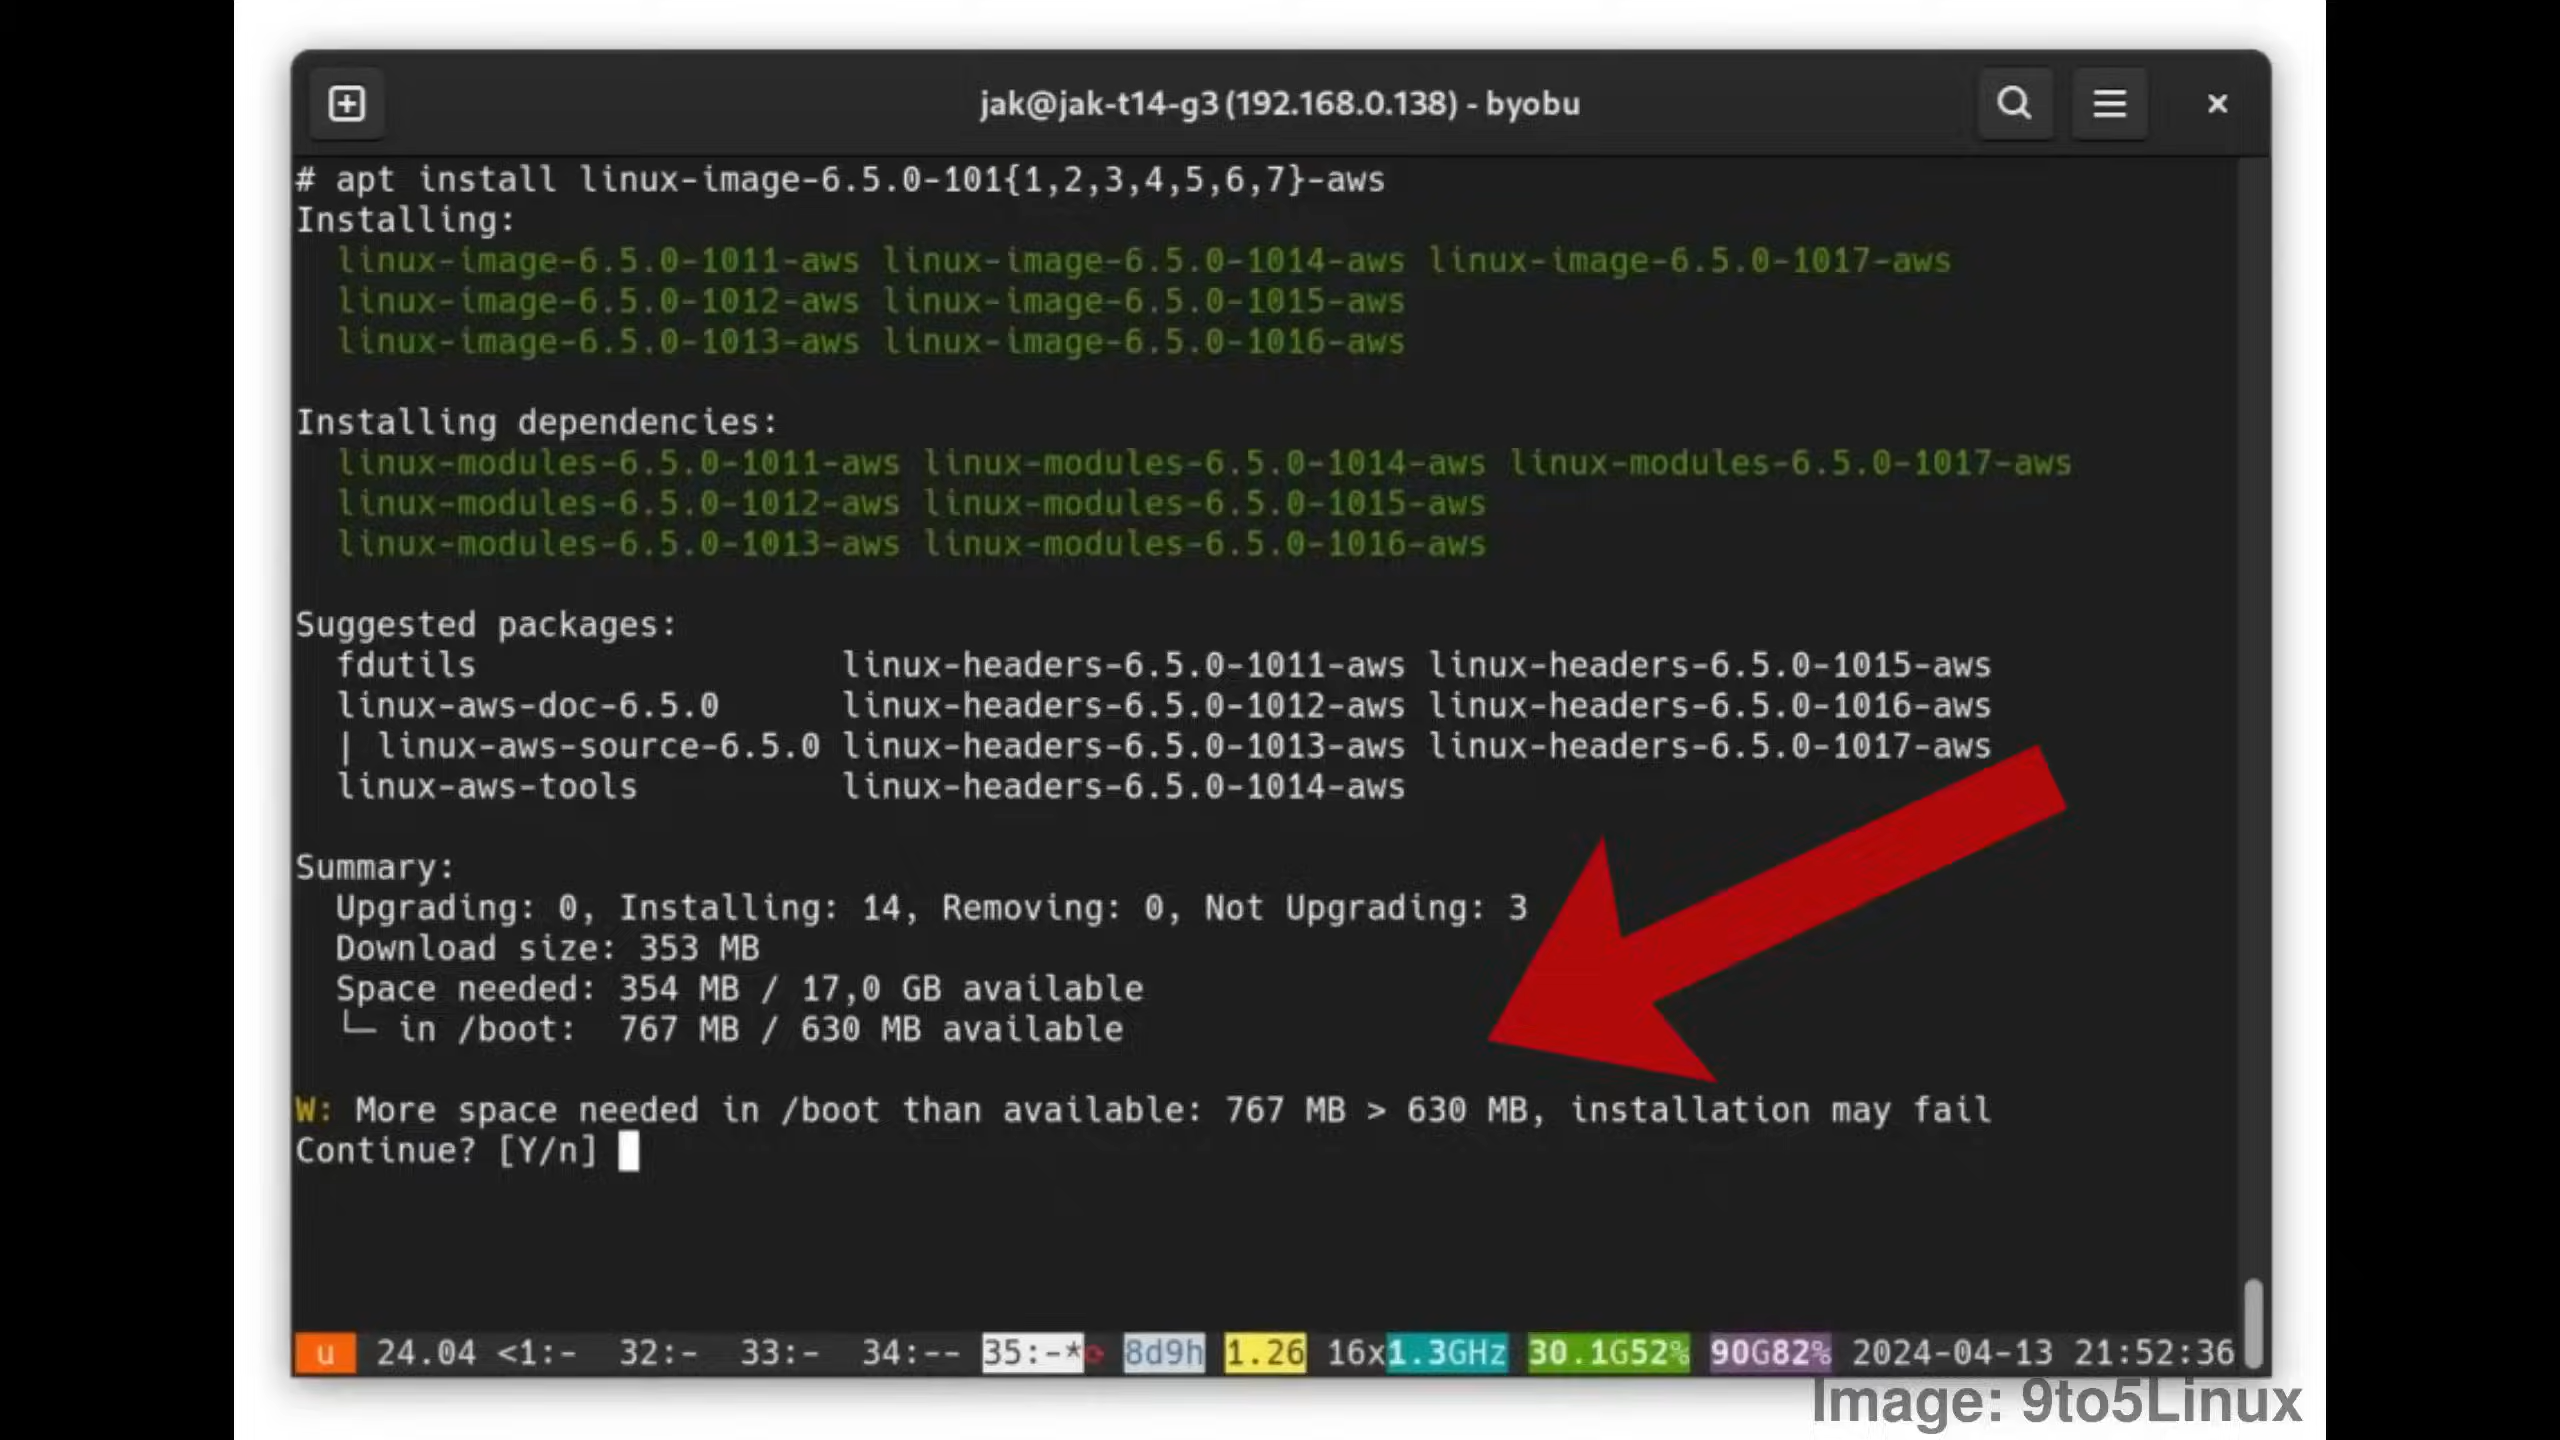 jak@jak-t14-g3 (192.168.0.138) - byobu
# apt install linux-image-6.5.0-101{1,2,3,4,5,6,7}-aws
Installing:
linux-image-6.5.0-1011-aws linux-image-6.5.0-1014-aws linux-image-6.5.0-1017-aws
linux-image-6.5.0-1012-aws linux-image-6.5.0-1015-aws
linux-image-6.5.0-1013-aws linux-image-6.5.0-1016-aws
Installing dependencies:
linux-modules-6.5.0-1011-aws linux-modules-6.5.0-1014-aws linux-modules-6.5.0-1017-aws
linux-modules-6.5.0-1012-aws linux-modules-6.5.0-1015-aws
linux-modules-6.5.0-1013-aws linux-modules-6.5.0-1016-aws
Suggested packages:
fdutils linux-headers-6.5.0-1011-aws linux-headers-6.5.0-1015-aws
linux-aws-doc-6.5.0 linux-headers-6.5.0-1012-aws linux-headers-6.5.0-1016-aws
| linux-aws-source-6.5.0 linux-headers-6.5.0-1013-aws linux-headers-6.5.0-1017-aws
linux-aws-tools linux-headers-6.5.0-1014-aws
Summary:
Upgrading: 0, Installing: 14, Removing: 0, Not Upgrading: 3
Download size: 353 MB
Space needed: 354 MB / 17,0 GB available
└─ in /boot: 767 MB / 630 MB available
W: More space needed in /boot than available: 767 MB > 630 MB, installation may fail
Continue? [Y/n]
u 24.04 <1:- 32:- 33:- 34:-- 35:-* 8d9h 1.26 16x1.3GHz 30.1G52% 90G82% 2024-04-13 21:52:36
Image: 9to5Linux